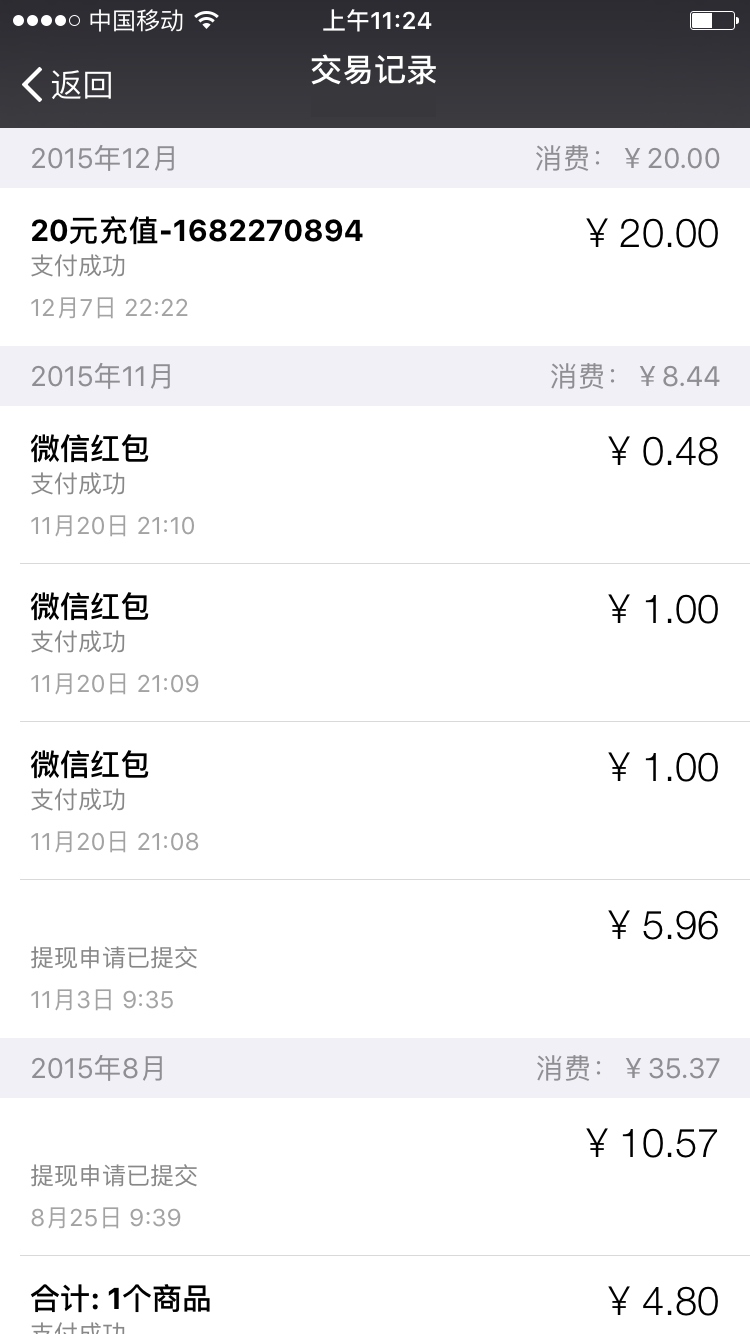 中国移动 上午11:24
返回 交易记录
2015年12月 消费: ¥20.00
20元充值-1682270894 ¥ 20.00
支付成功
12月7日 22:22
2015年11月 消费: ¥8.44
微信红包 ¥ 0.48
支付成功
11月20日 21:10
微信红包 ¥ 1.00
支付成功
11月20日 21:09
微信红包 ¥ 1.00
支付成功
11月20日 21:08
¥ 5.96
提现申请已提交
11月3日 9:35
2015年8月 消费: ¥35.37
¥ 10.57
提现申请已提交
8月25日 9:39
合计: 1个商品 ¥ 4.80
支付成功